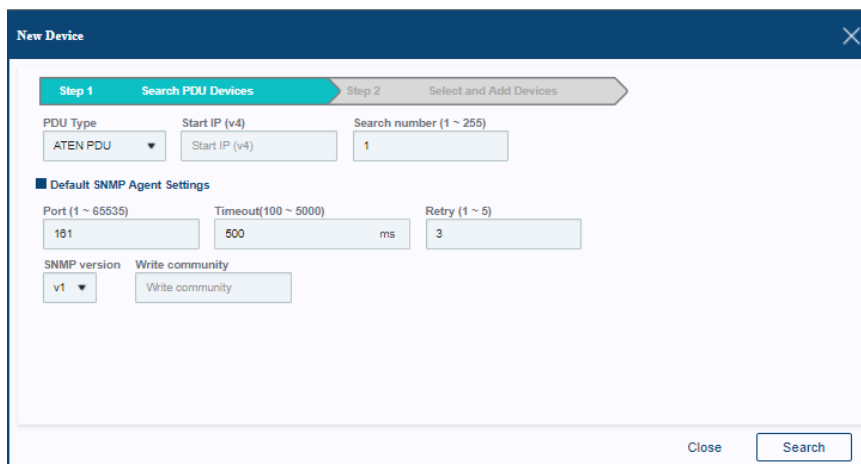 New Device
Step 1 Search PDU Devices Step 2 Select and Add Devices
PDU Type Start IP (v4) Search number (1 ~ 255)
ATEN PDU Start IP (v4) 1
Default SNMP Agent Settings
Port (1 ~ 65535) Timeout(100 ~ 5000) Retry (1 ~ 5)
161 500 ms 3
SNMP version Write community
v1 Write community
Close Search